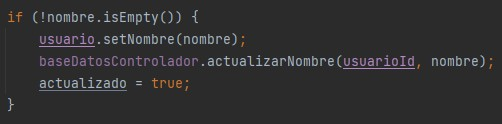 if (!nombre.isEmpty()) {
usuario.setNombre(nombre);
baseDatosControlador.actualizarNombre(usuarioId, nombre);
actualizado = true;
}